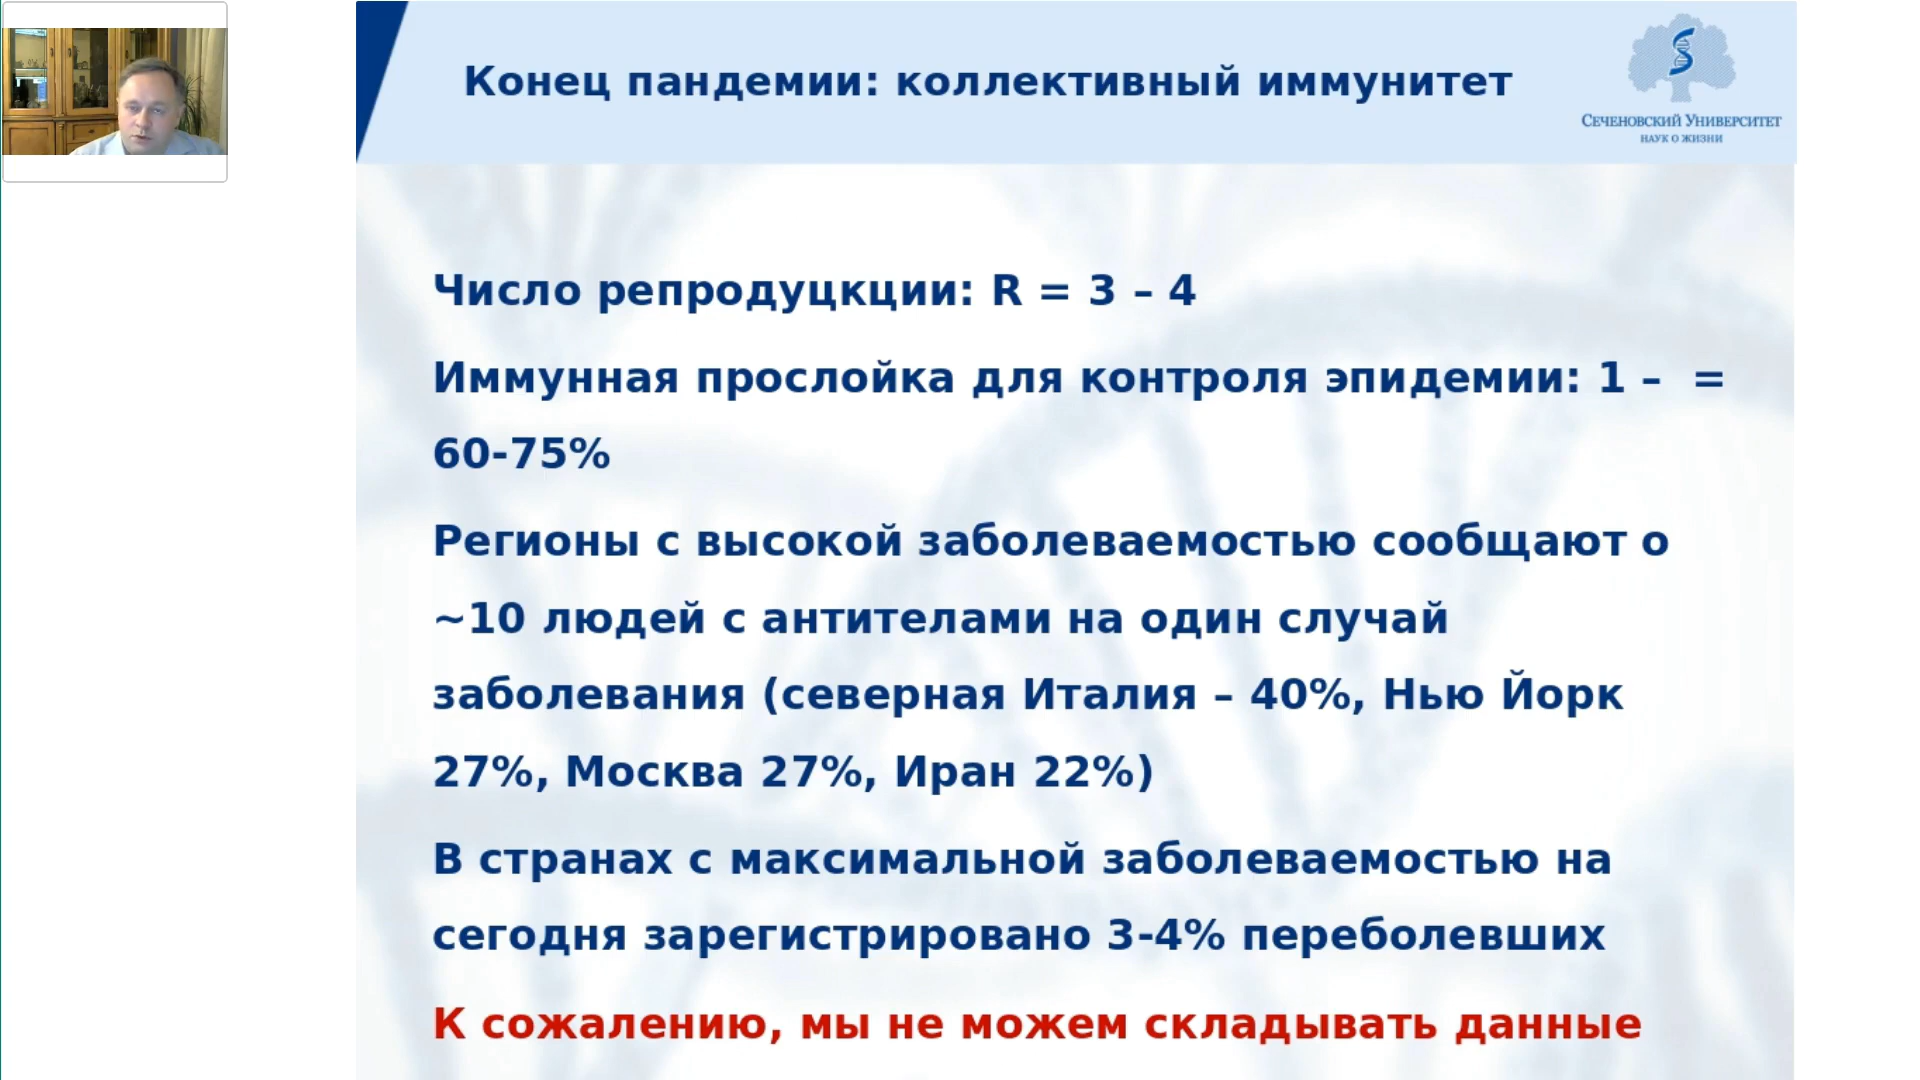 Конец пандемии: коллективный иммунитет
Сеченовский Университет
наук о жизни
Число репродуцкции: R = 3 – 4
Иммунная прослойка для контроля эпидемии: 1 –  =
60-75%
Регионы с высокой заболеваемостью сообщают о
~10 людей с антителами на один случай
заболевания (северная Италия – 40%, Нью Йорк
27%, Москва 27%, Иран 22%)
В странах с максимальной заболеваемостью на
сегодня зарегистрировано 3-4% переболевших
К сожалению, мы не можем складывать данные